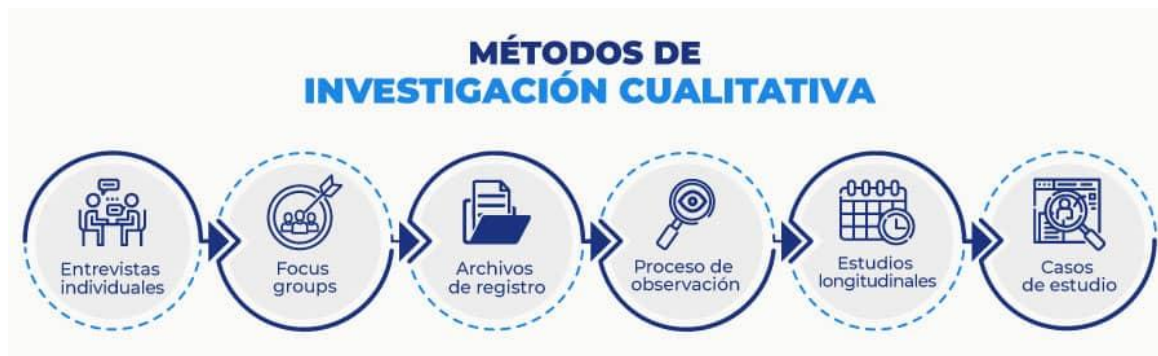 MÉTODOS DE
INVESTIGACIÓN CUALITATIVA
Entrevistas
individuales
Focus
groups
Archivos
de registro
Proceso de
observación
Estudios
longitudinales
Casos
de estudio